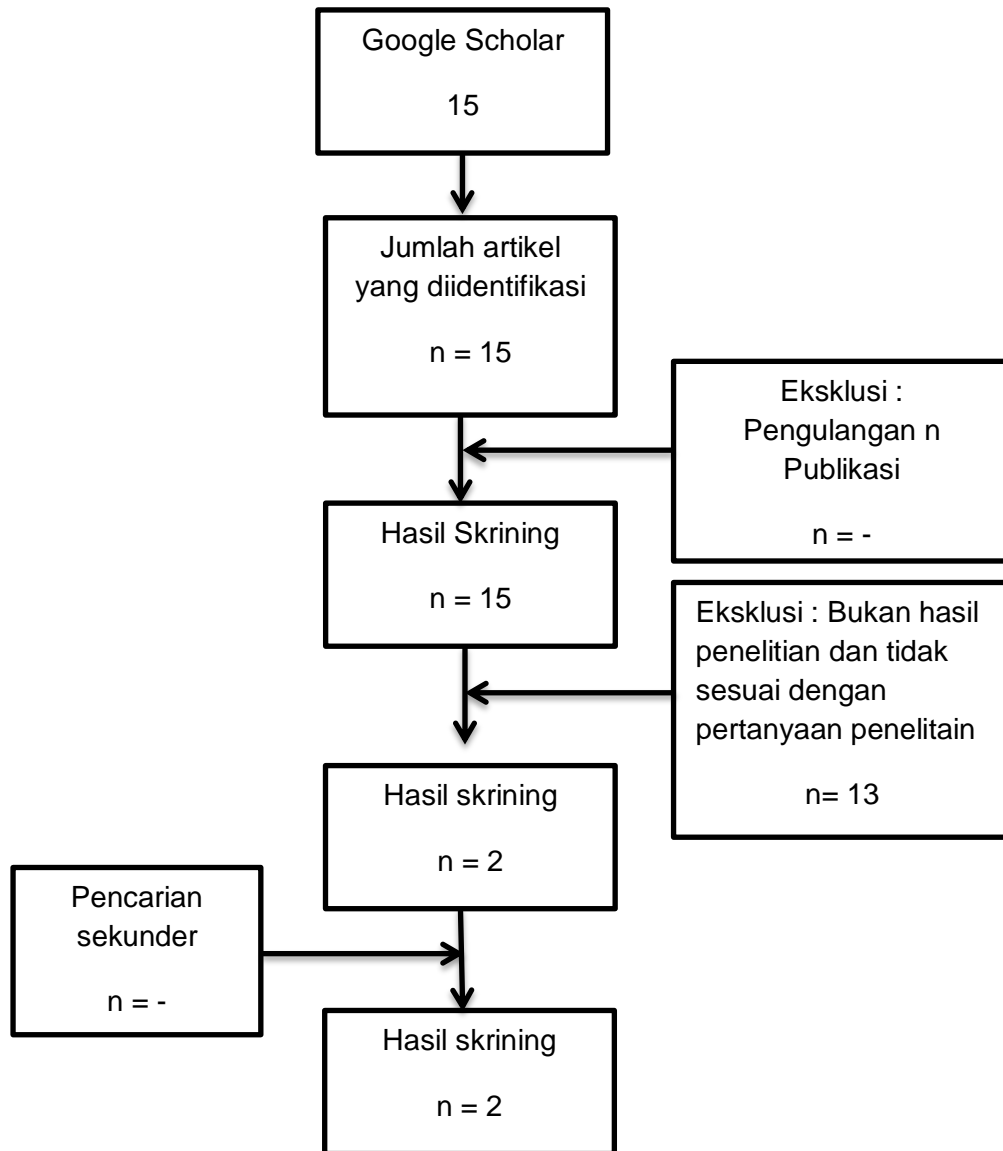 Google Scholar
15
Jumlah artikel
yang diidentifikasi
n = 15
Eksklusi :
Pengulangan n
Publikasi
n = -
Hasil Skrining
n = 15
Eksklusi : Bukan hasil
penelitian dan tidak
sesuai dengan
pertanyaan penelitain
n= 13
Hasil skrining
n = 2
Pencarian
sekunder
n = -
Hasil skrining
n = 2